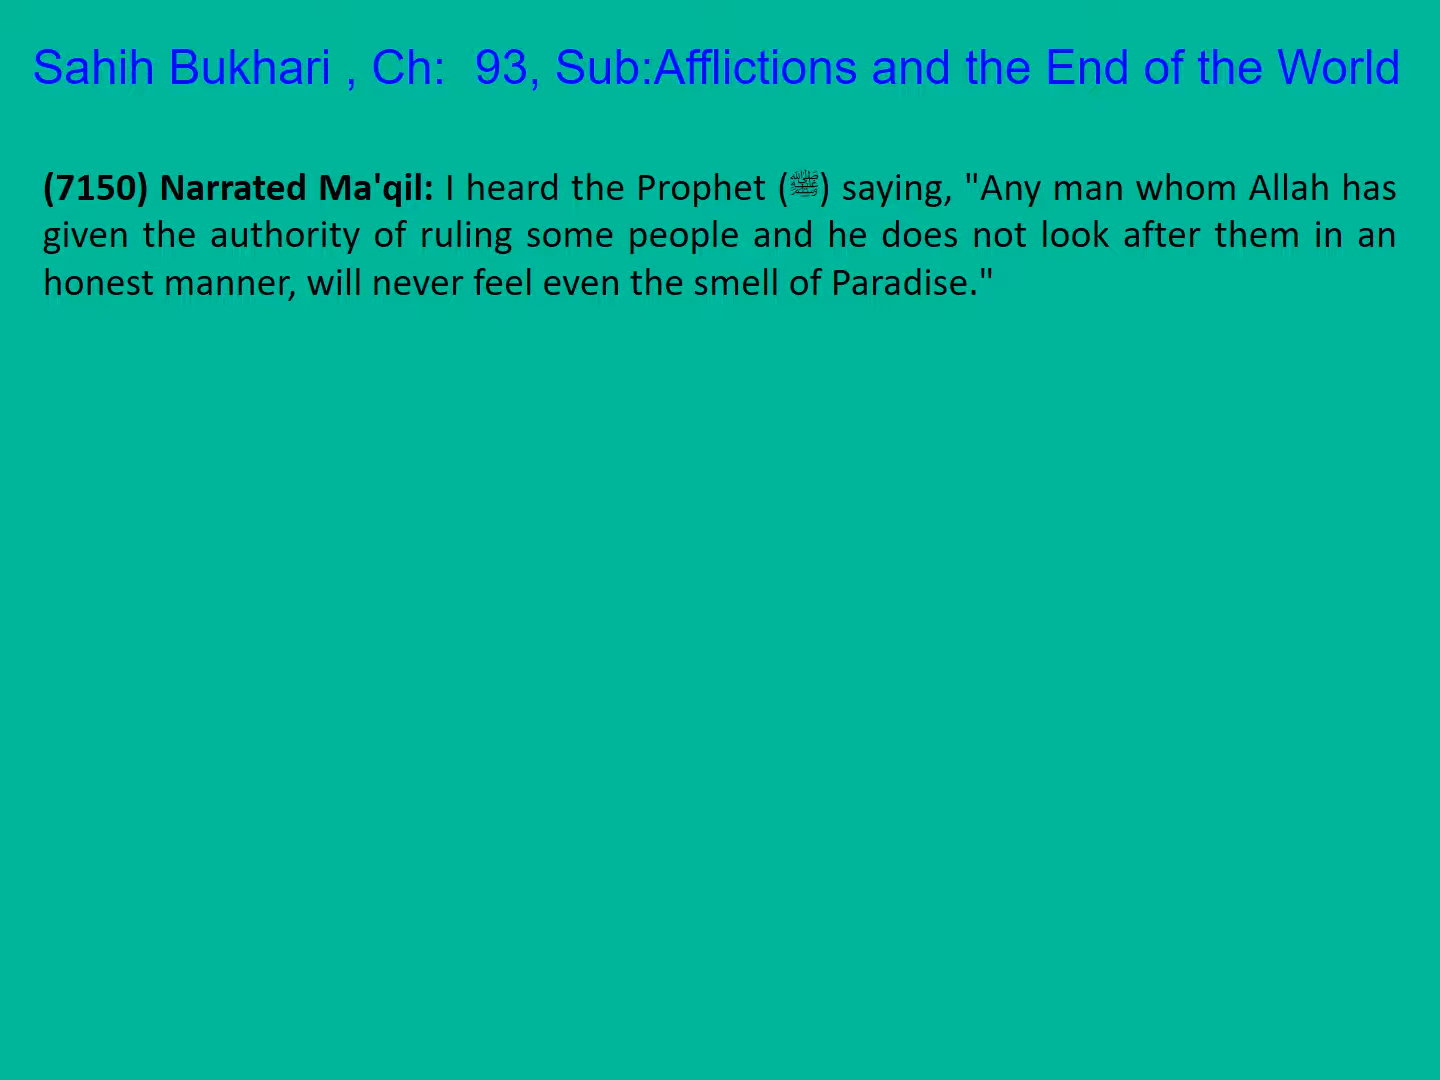 Sahih Bukhari , Ch:  93, Sub:Afflictions and the End of the World
(7150) Narrated Ma'qil: I heard the Prophet (ﷺ) saying, "Any man whom Allah has
given the authority of ruling some people and he does not look after them in an
honest manner, will never feel even the smell of Paradise."